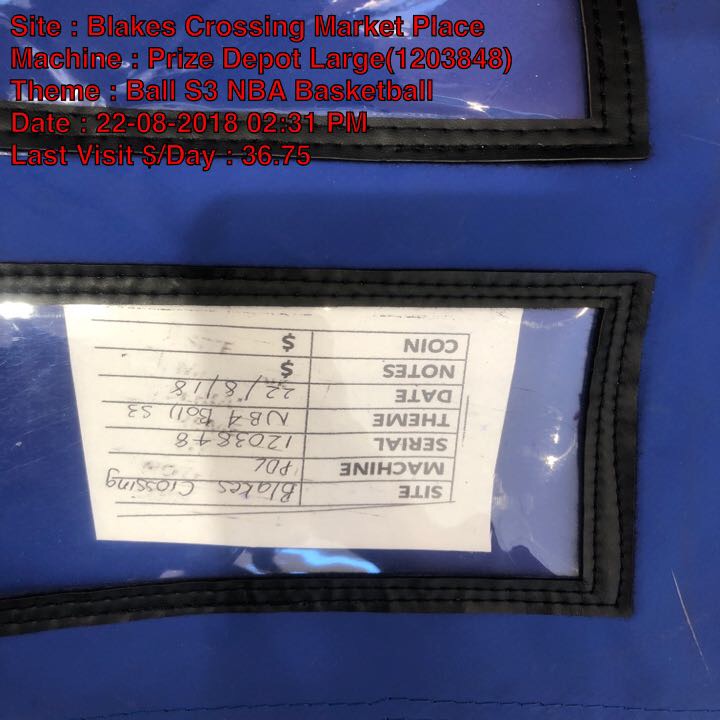 Site : Blakes Crossing Market Place
Machine : Prize Depot Large(1203848)
Theme : Ball S3 NBA Basketball
Date : 22-08-2018 02:31 PM
Last Visit $/Day : 36.75
SITE Blakes Crossing
MACHINE PDL
SERIAL 1203848
THEME NBA Ball S3
DATE 22/8/18
NOTES $
COIN $